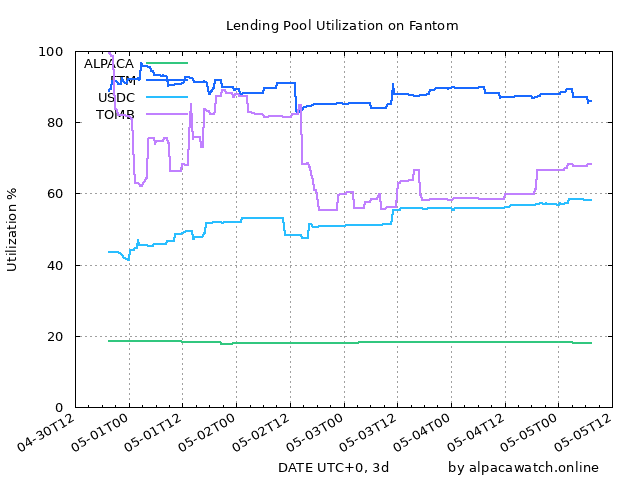 Lending Pool Utilization on Fantom
Utilization %
100
80
60
40
20
0
ALPACA
FTM
USDC
TOMB
04-30T12
05-01T00
05-01T12
05-02T00
05-02T12
05-03T00
05-03T12
05-04T00
05-04T12
05-05T00
05-05T12
DATE UTC+0, 3d
by alpacawatch.online